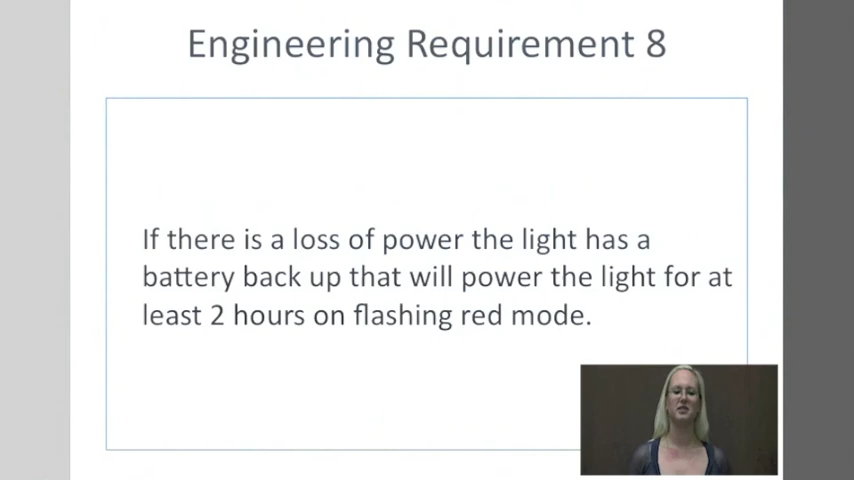 Engineering Requirement 8
If there is a loss of power the light has a
battery back up that will power the light for at
least 2 hours on flashing red mode.